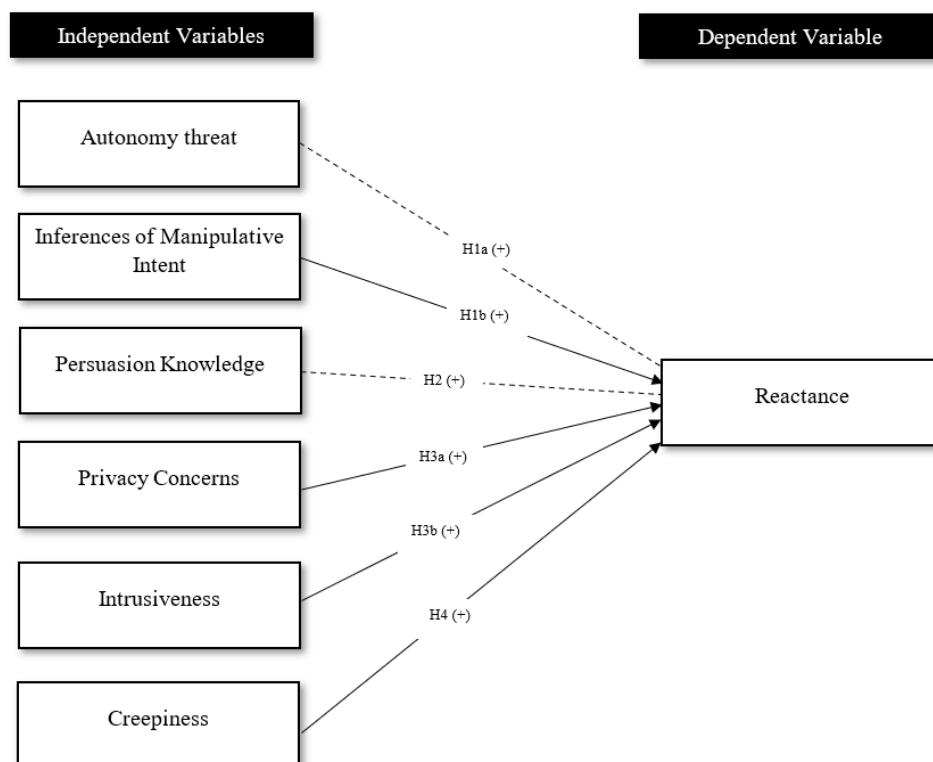 Independent Variables
Dependent Variable
Autonomy threat
Inferences of Manipulative
Intent
Persuasion Knowledge
Privacy Concerns
Intrusiveness
Creepiness
H1a (+)
H1b (+)
H2 (+)
H3a (+)
H3b (+)
H4 (+)
Reactance